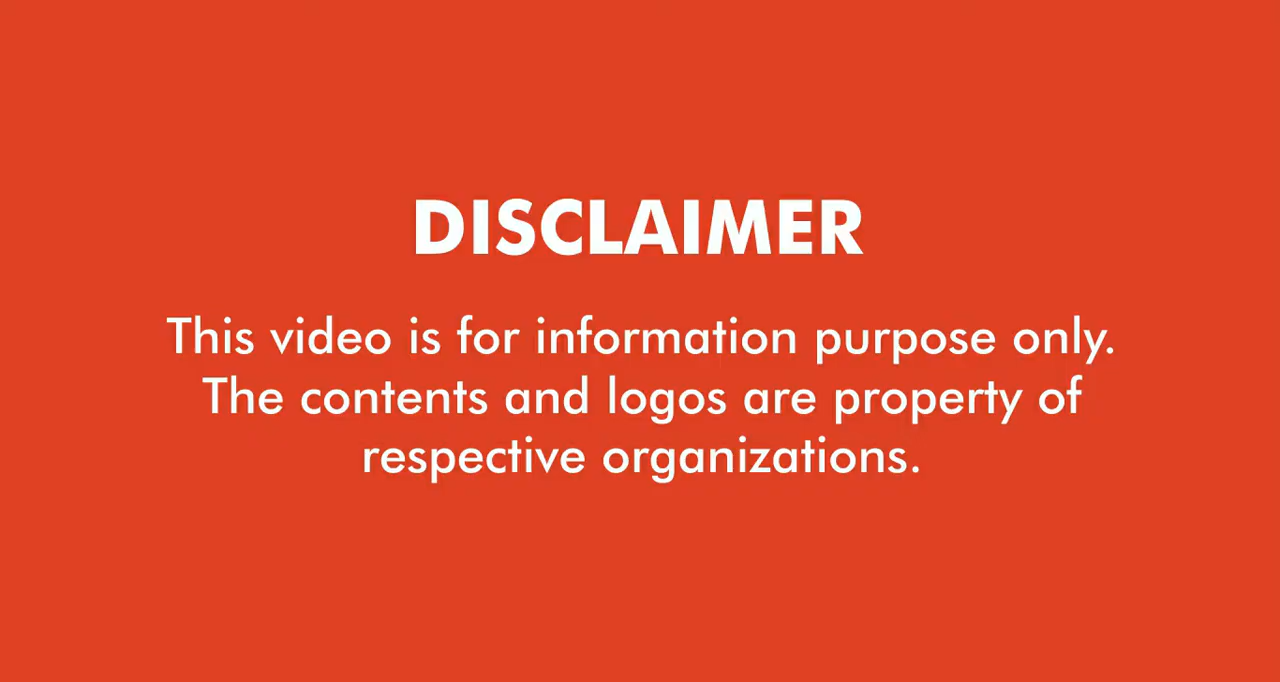 DISCLAIMER
This video is for information purpose only.
The contents and logos are property of
respective organizations.